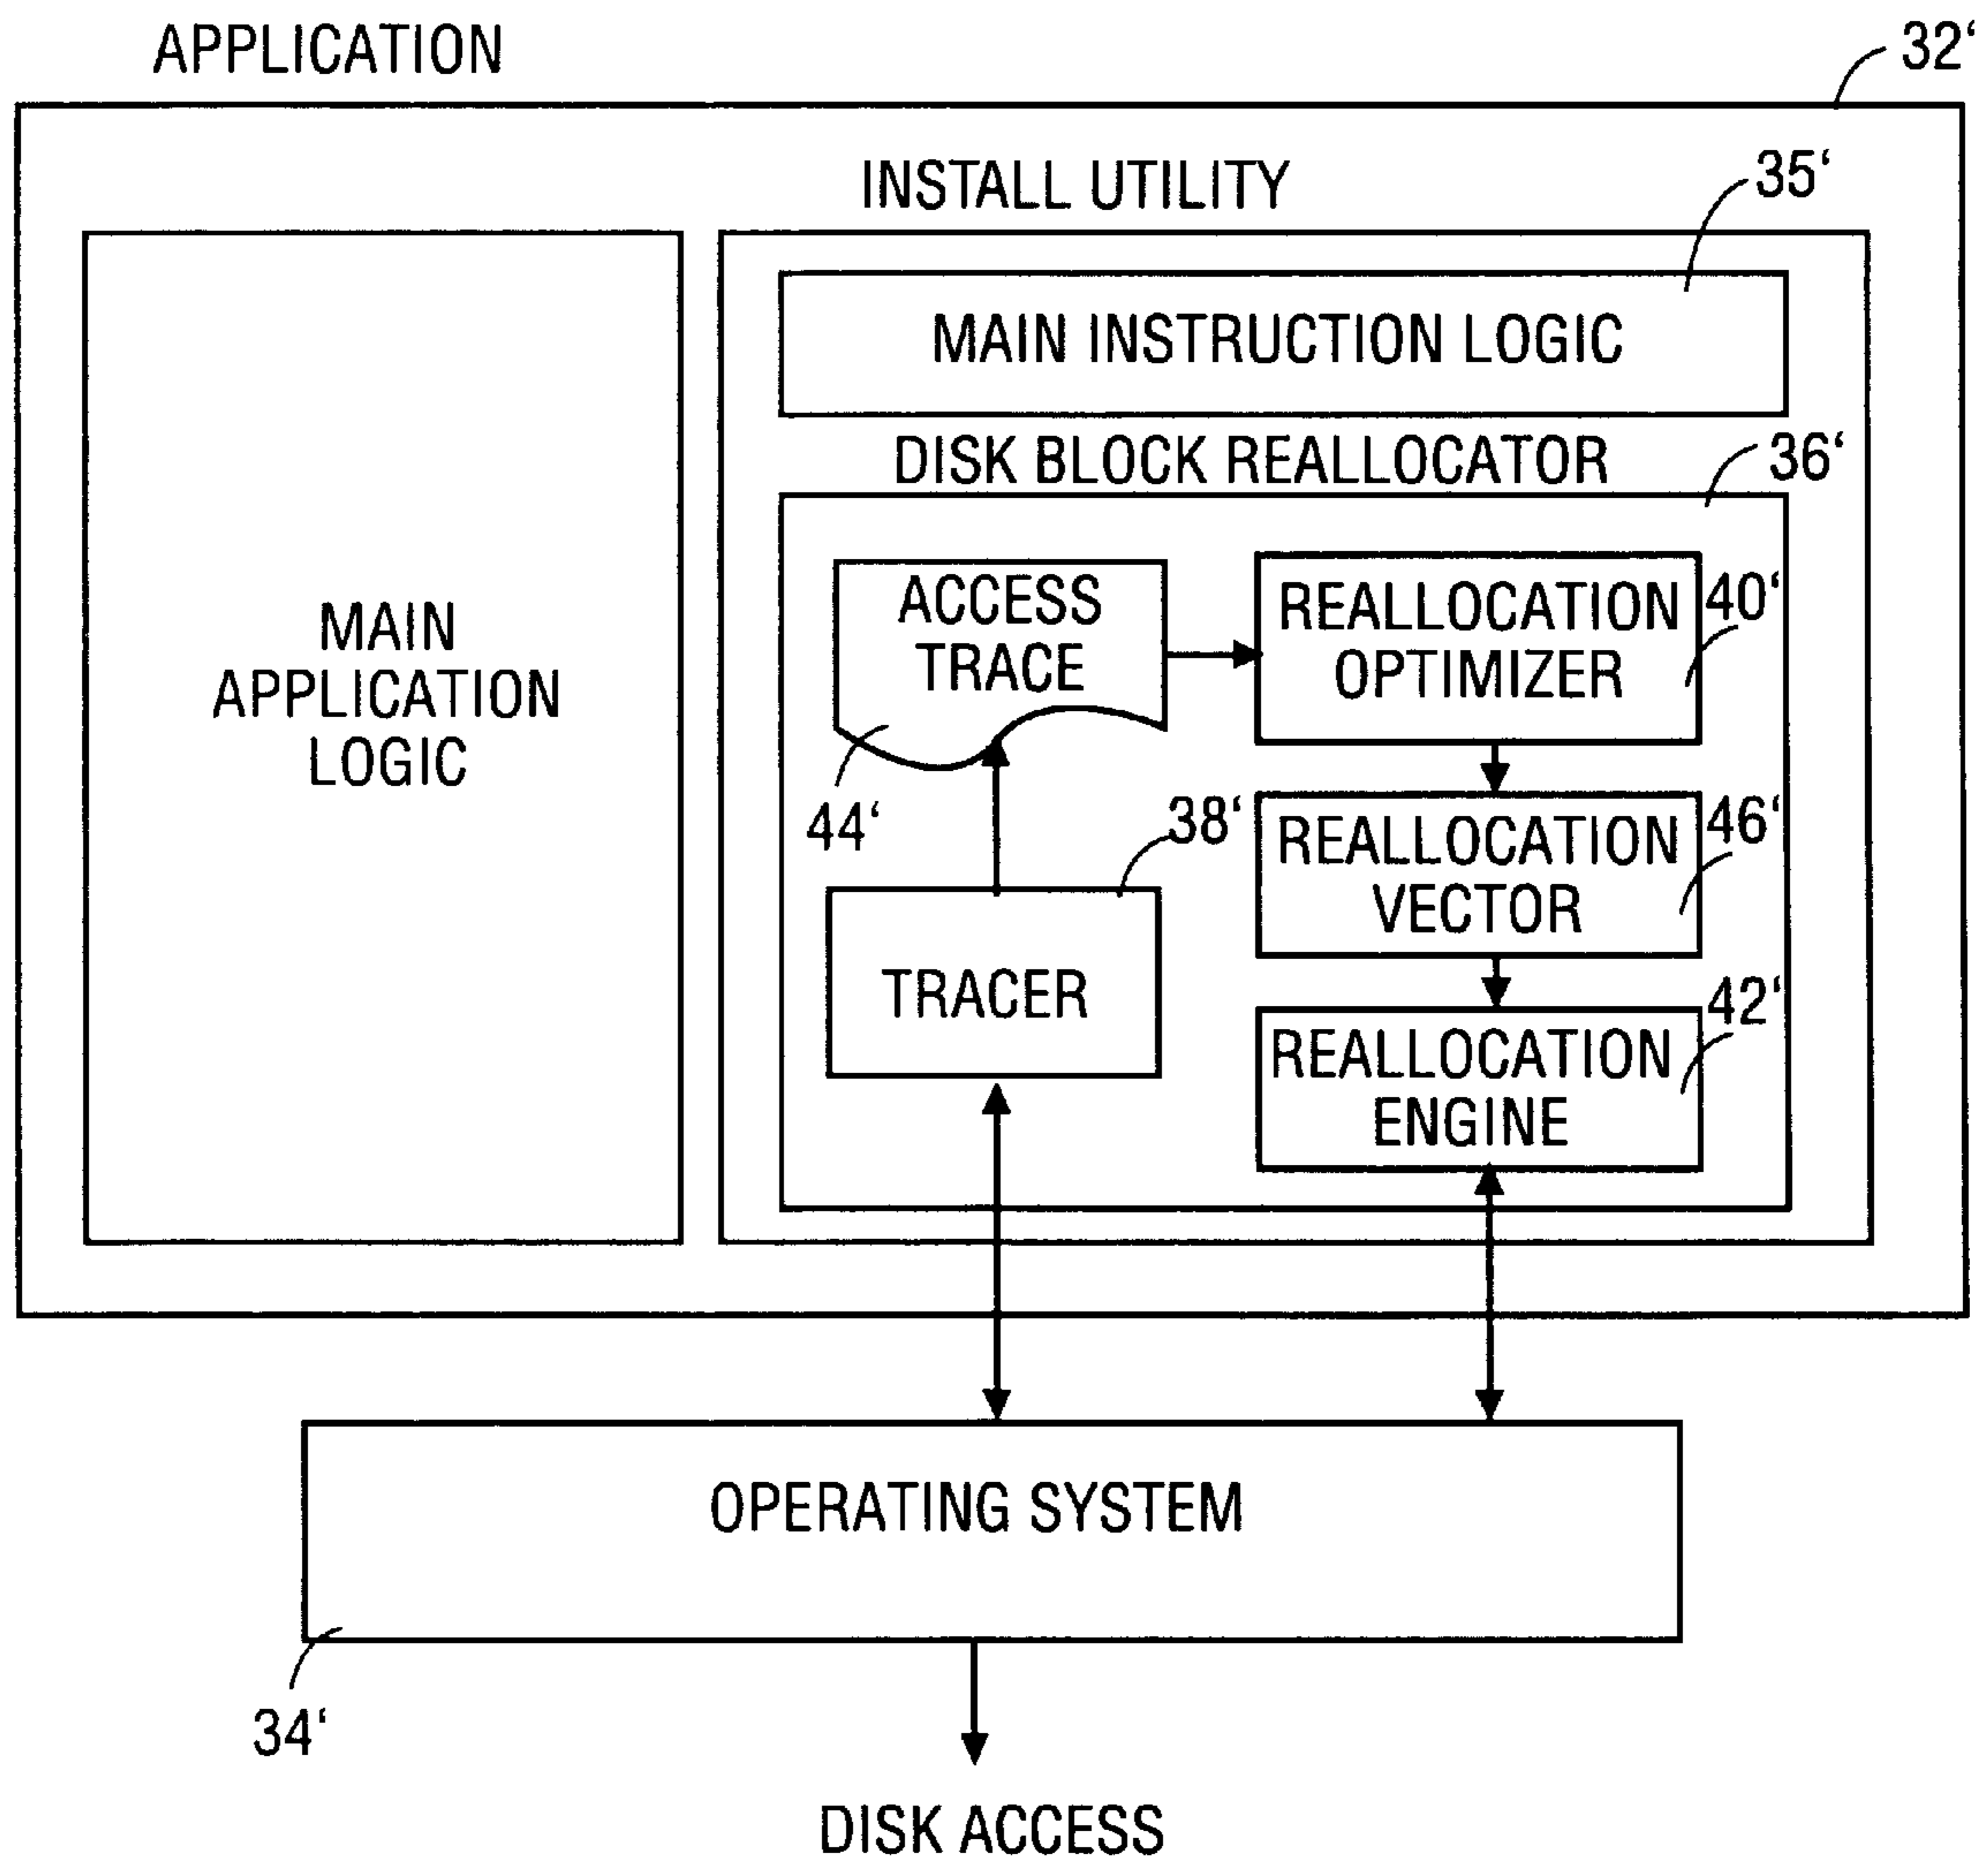 APPLICATION
32‘
INSTALL UTILITY
35‘
MAIN INSTRUCTION LOGIC
DISK BLOCK REALLOCATOR
36‘
MAIN
APPLICATION
LOGIC
ACCESS
TRACE
44‘
REALLOCATION
OPTIMIZER
40‘
38‘
TRACER
REALLOCATION
VECTOR
46‘
REALLOCATION
ENGINE
42‘
OPERATING SYSTEM
34‘
DISK ACCESS